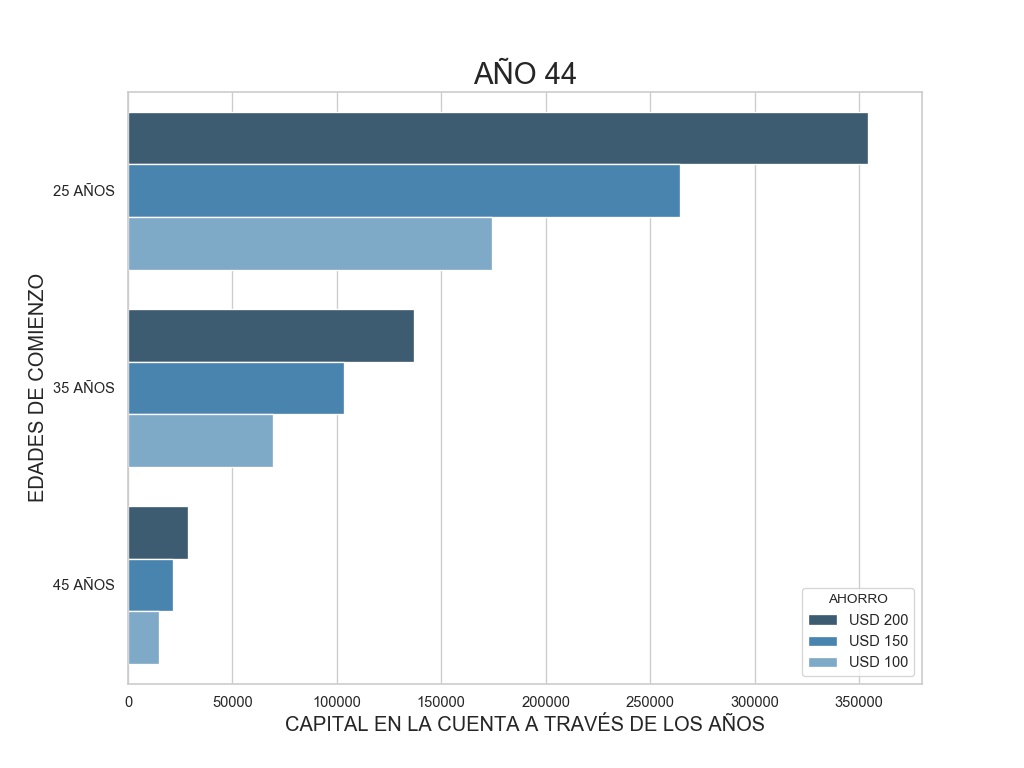 AÑO 44
EDADES DE COMIENZO
25 AÑOS
35 AÑOS
45 AÑOS
AHORRO
USD 200
USD 150
USD 100
0 50000 100000 150000 200000 250000 300000 350000
CAPITAL EN LA CUENTA A TRAVÉS DE LOS AÑOS